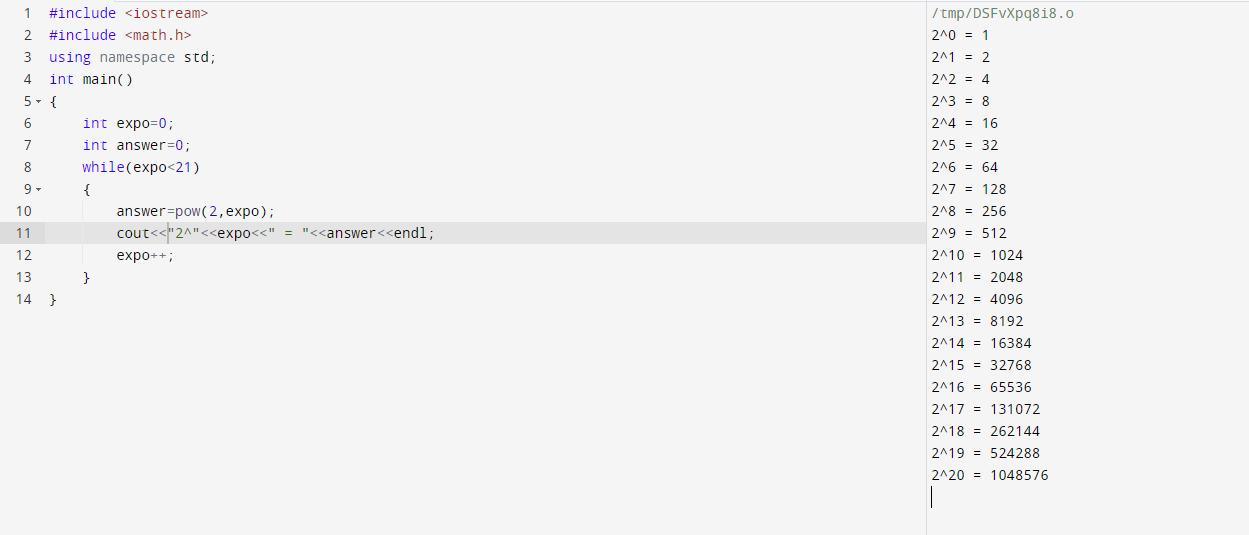 1 #include <iostream>
2 #include <math.h>
3 using namespace std;
4 int main()
5 {
6     int expo=0;
7     int answer=0;
8     while(expo<21)
9     {
10         answer=pow(2,expo);
11         cout<<"2^"<<expo<<" = "<<answer<<endl;
12         expo++;
13     }
14 }
/tmp/DSFvXpq8i8.o
2^0 = 1
2^1 = 2
2^2 = 4
2^3 = 8
2^4 = 16
2^5 = 32
2^6 = 64
2^7 = 128
2^8 = 256
2^9 = 512
2^10 = 1024
2^11 = 2048
2^12 = 4096
2^13 = 8192
2^14 = 16384
2^15 = 32768
2^16 = 65536
2^17 = 131072
2^18 = 262144
2^19 = 524288
2^20 = 1048576